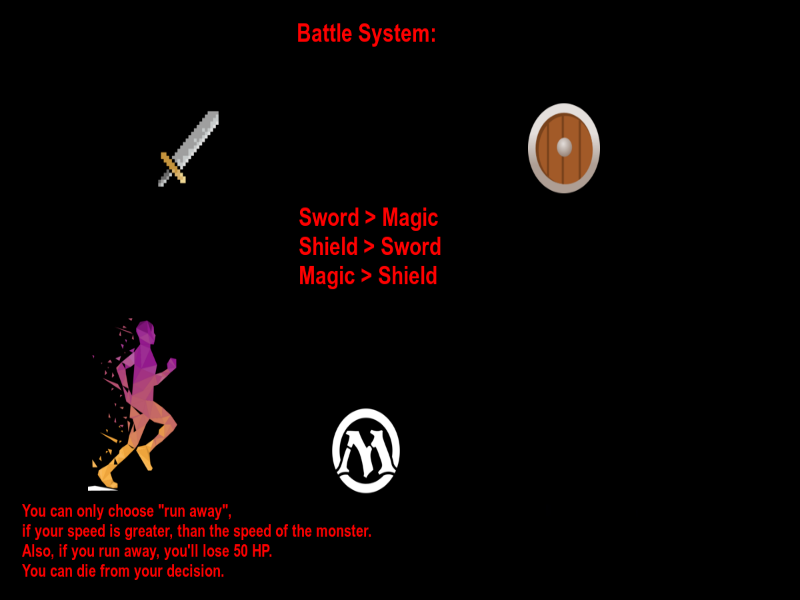 Battle System:
Sword > Magic
Shield > Sword
Magic > Shield
M
You can only choose "run away",
if your speed is greater, than the speed of the monster.
Also, if you run away, you'll lose 50 HP.
You can die from your decision.